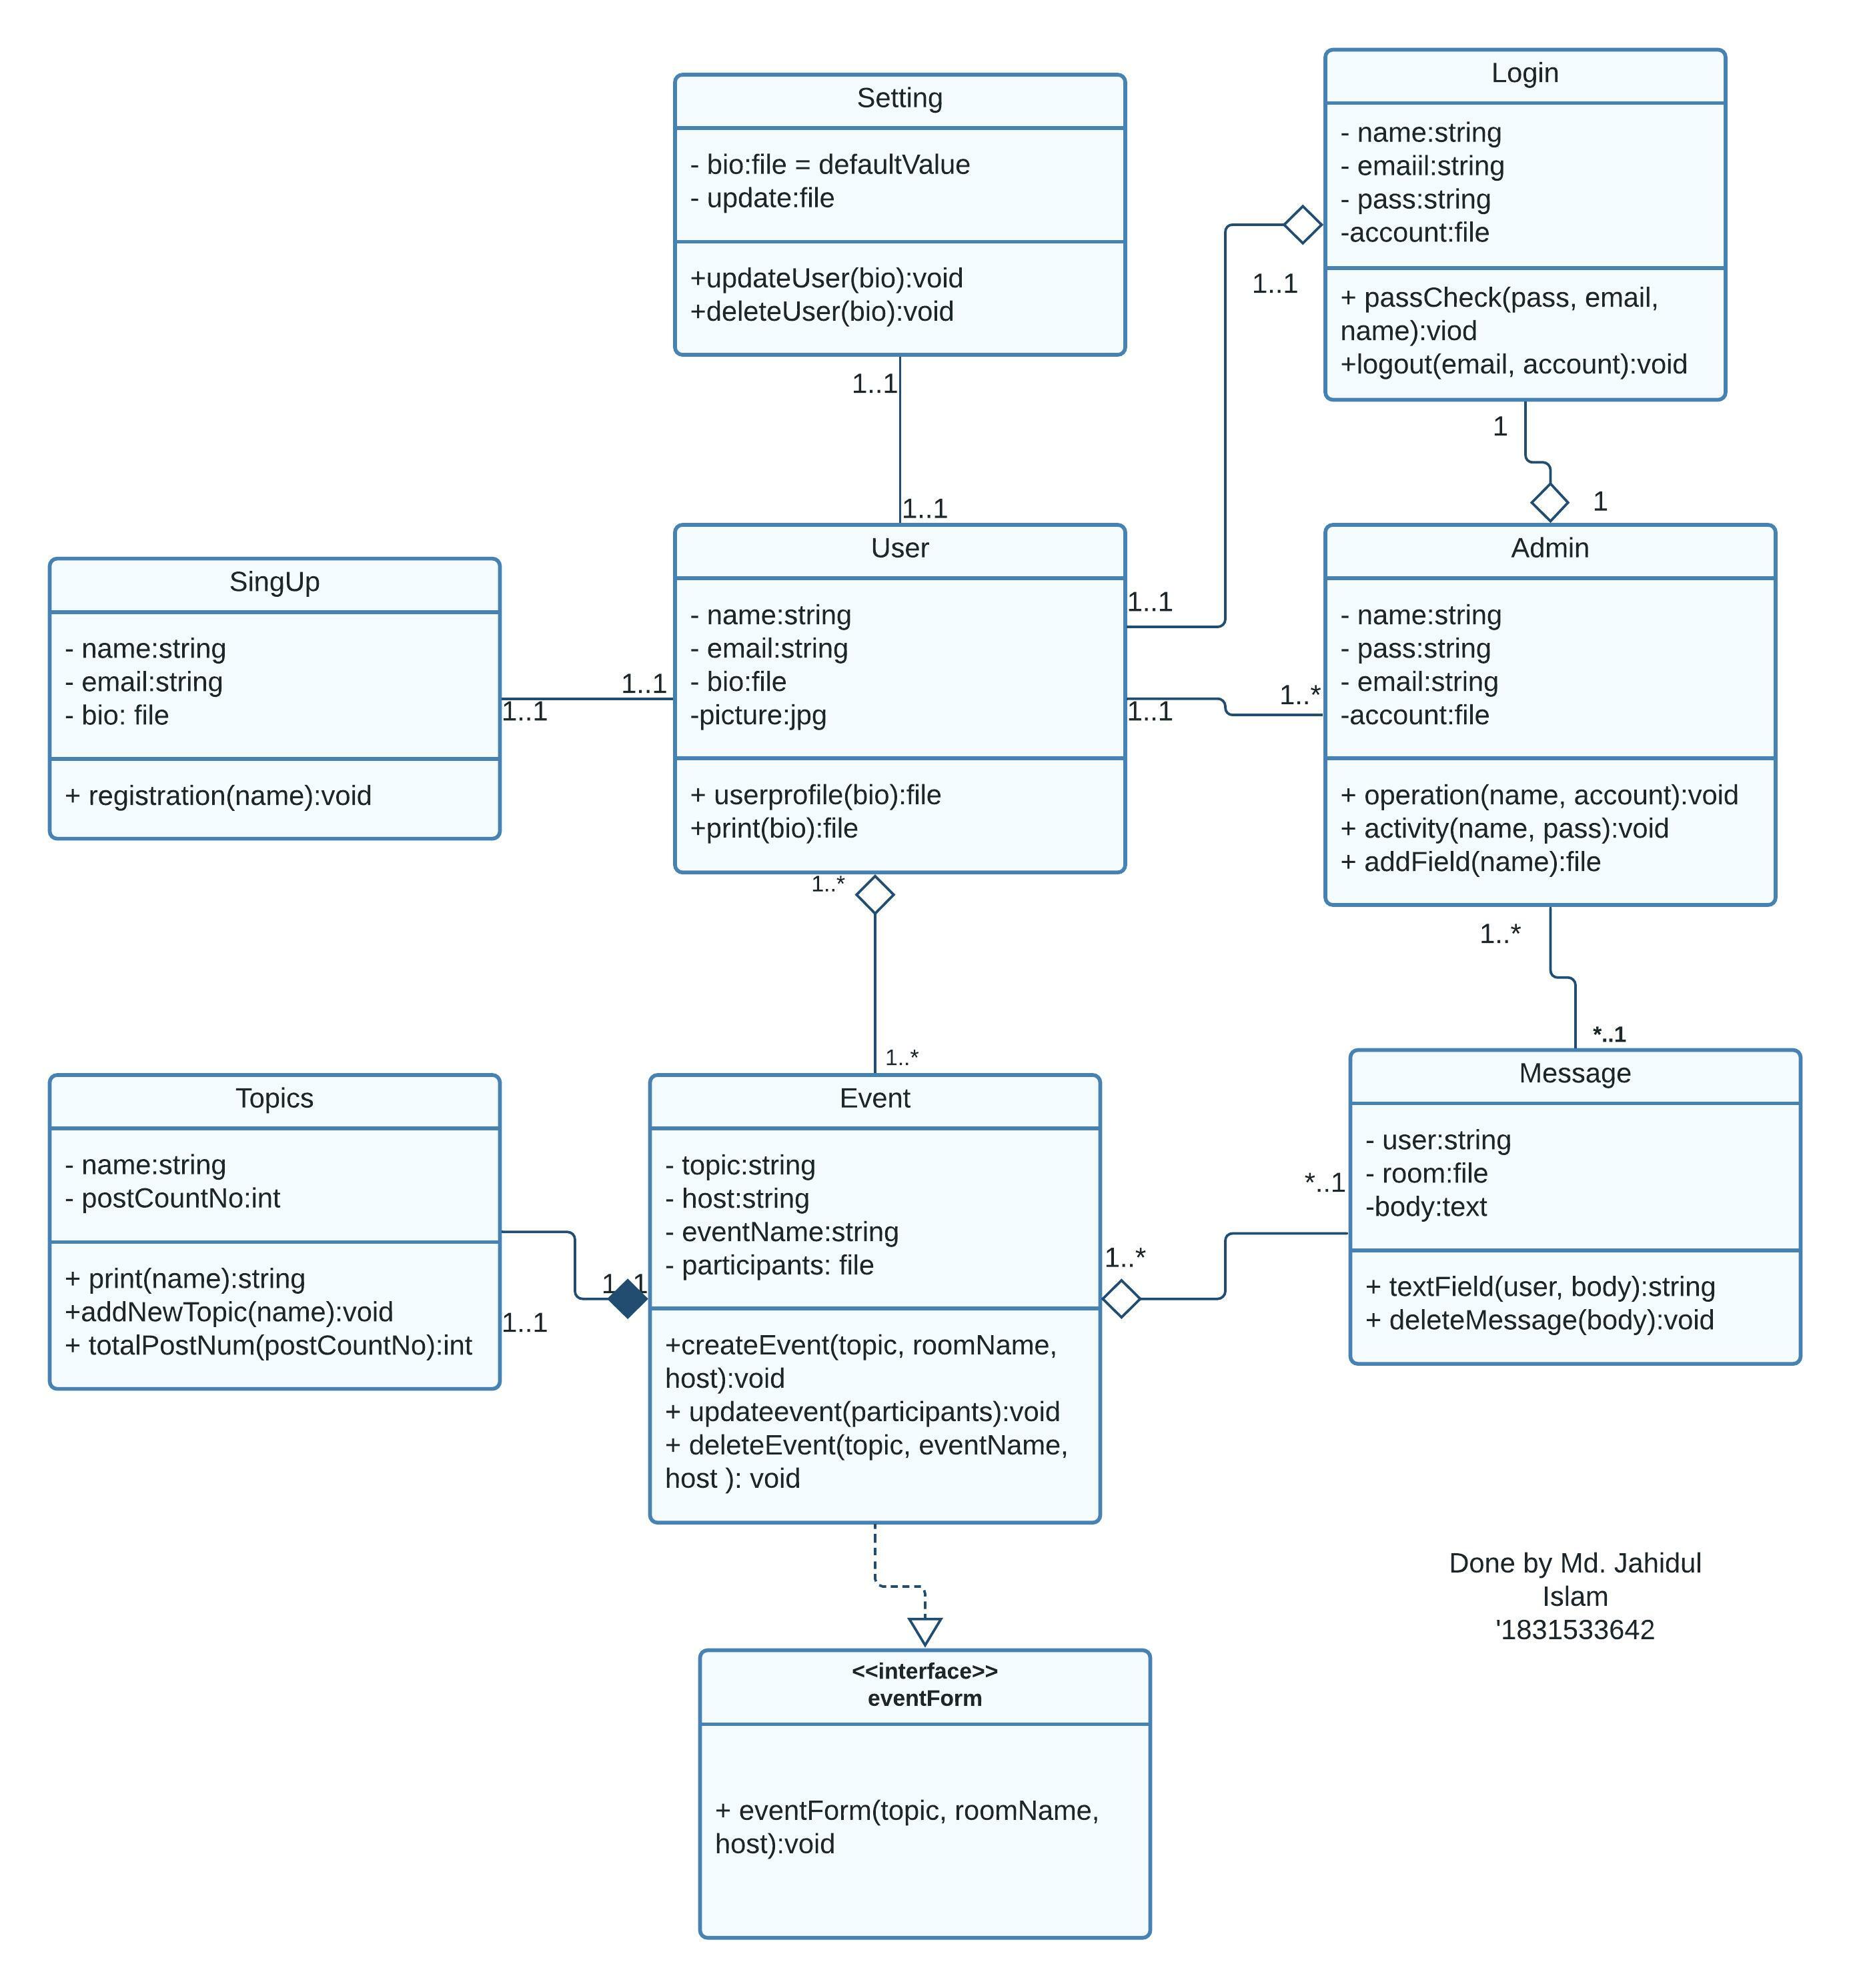 Setting
- bio:file = defaultValue
- update:file
+updateUser(bio):void
+deleteUser(bio):void
1..1
1..1
Login
- name:string
- emaiil:string
- pass:string
-account:file
+ passCheck(pass, email,
name):viod
+logout(email, account):void
1..1
1
1
SingUp
- name:string
- email:string
- bio: file
+ registration(name):void
1..1
1..1
User
- name:string
- email:string
- bio:file
-picture:jpg
+ userprofile(bio):file
+print(bio):file
1..1
1..1
1..*
Admin
- name:string
- pass:string
- email:string
-account:file
+ operation(name, account):void
+ activity(name, pass):void
+ addField(name):file
1..*
1..*
1..*
*..1
Topics
- name:string
- postCountNo:int
+ print(name):string
+addNewTopic(name):void
+ totalPostNum(postCountNo):int
1..1
1..1
Event
- topic:string
- host:string
- eventName:string
- participants: file
+createEvent(topic, roomName,
host):void
+ updateevent(participants):void
+ deleteEvent(topic, eventName,
host ): void
1..*
*..1
Message
- user:string
- room:file
-body:text
+ textField(user, body):string
+ deleteMessage(body):void
Done by Md. Jahidul
Islam
'1831533642
<<interface>>
eventForm
+ eventForm(topic, roomName,
host):void